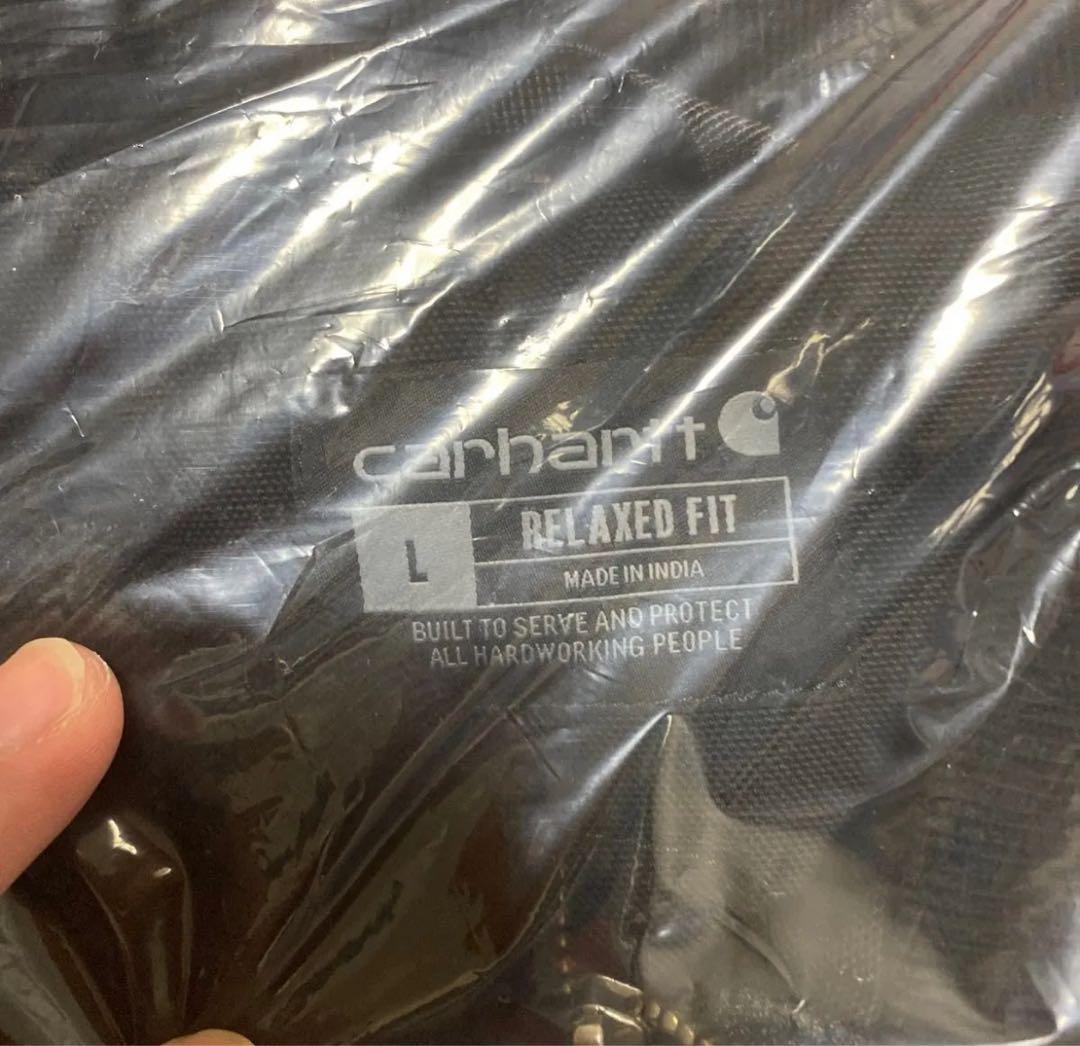 carhartt
L
RELAXED FIT
MADE IN INDIA
BUILT TO SERVE AND PROTECT
ALL HARDWORKING PEOPLE